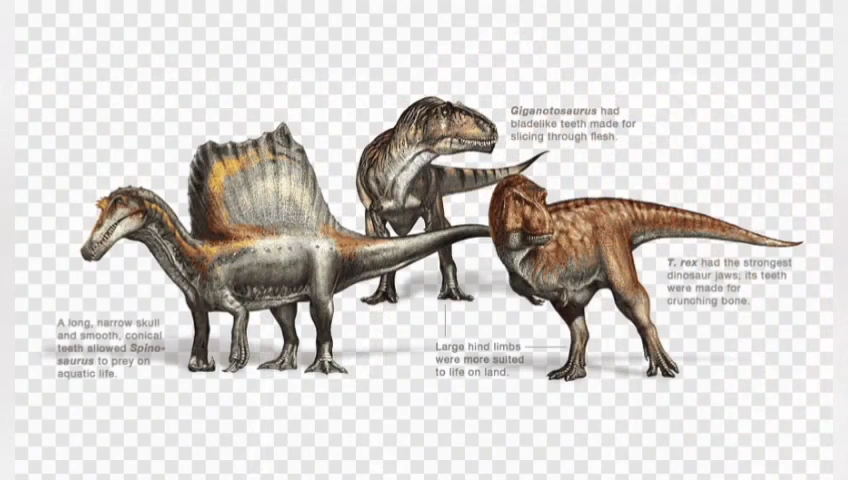 Giganotosaurus had
bladelike teeth made for
slicing through flesh.
T. rex had the strongest
dinosaur jaws; its teeth
were made for
crunching bone.
A long, narrow skull
and smooth, conical
teeth allowed Spino-
saurus to prey on
aquatic life.
Large hind limbs
were more suited
to life on land.